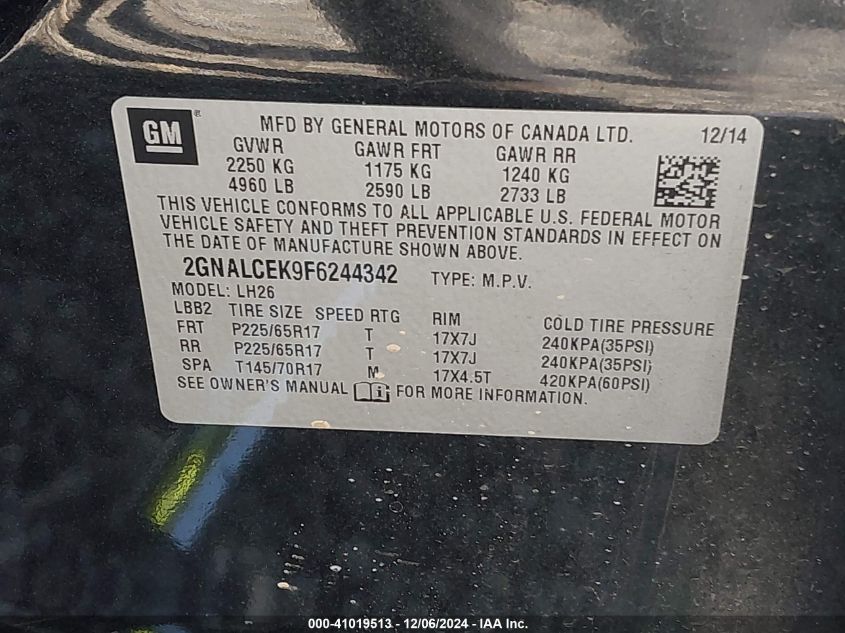 GM ®
MFD BY GENERAL MOTORS OF CANADA LTD. 12/14
GVWR GAWR FRT GAWR RR
2250 KG 1175 KG 1240 KG
4960 LB 2590 LB 2733 LB
THIS VEHICLE CONFORMS TO ALL APPLICABLE U.S. FEDERAL MOTOR
VEHICLE SAFETY AND THEFT PREVENTION STANDARDS IN EFFECT ON
THE DATE OF MANUFACTURE SHOWN ABOVE.
2GNALCEK9F6244342 TYPE: M.P.V.
MODEL: LH26
LBB2 TIRE SIZE SPEED RTG RIM COLD TIRE PRESSURE
FRT P225/65R17 T 17X7J 240KPA(35PSI)
RR P225/65R17 T 17X7J 240KPA(35PSI)
SPA T145/70R17 M 17X4.5T 420KPA(60PSI)
SEE OWNER'S MANUAL i FOR MORE INFORMATION.
000-41019513 - 12/06/2024 - IAA Inc.